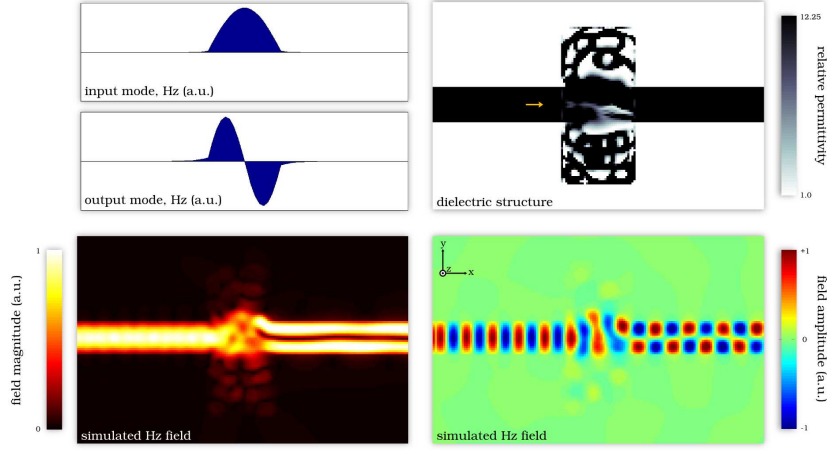 input mode, Hz (a.u.)
output mode, Hz (a.u.)
dielectric structure
12.25
relative permittivity
1.0
field magnitude (a.u.)
1
0
simulated Hz field
y
z
x
simulated Hz field
+1
0
-1
field amplitude (a.u.)